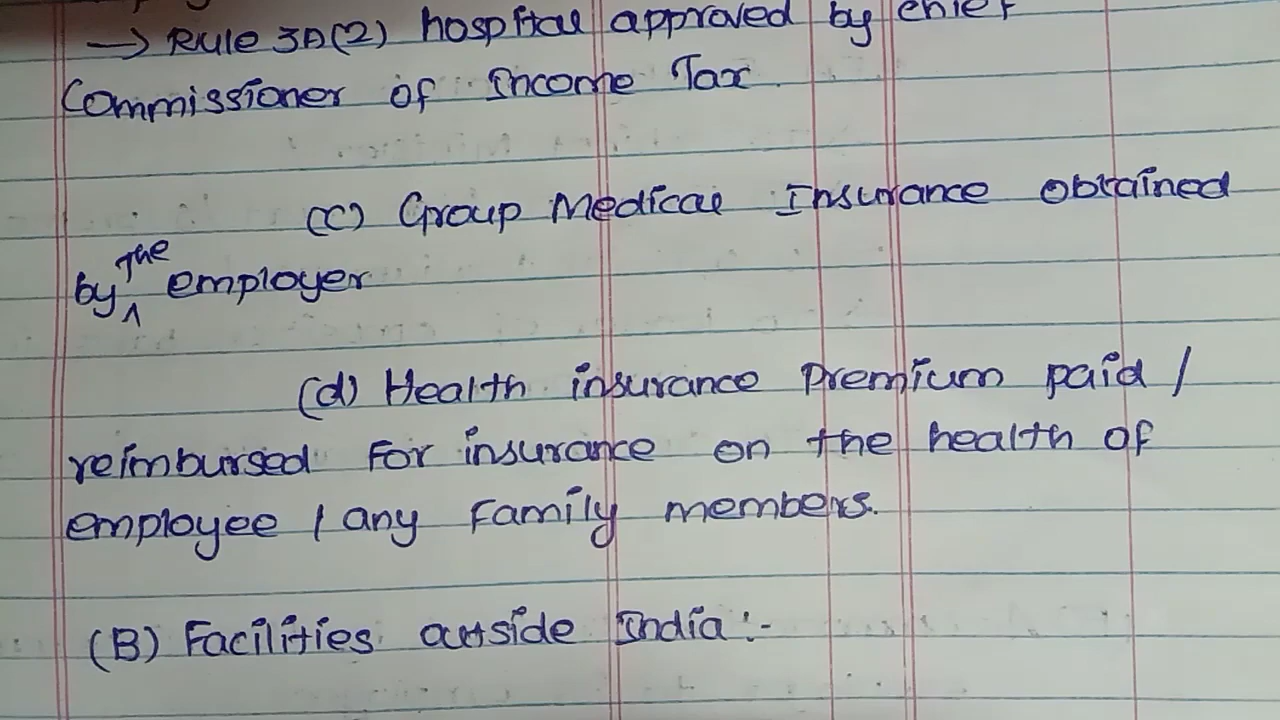 → Rule 3A(2) hospital approved by chief
Commissioner of Income Tax
(C) Group Medical Insurance obtained
by the employer
(d) Health insurance premium paid /
reimbursed for insurance on the health of
employee / any family members.
(B) Facilities outside India :-